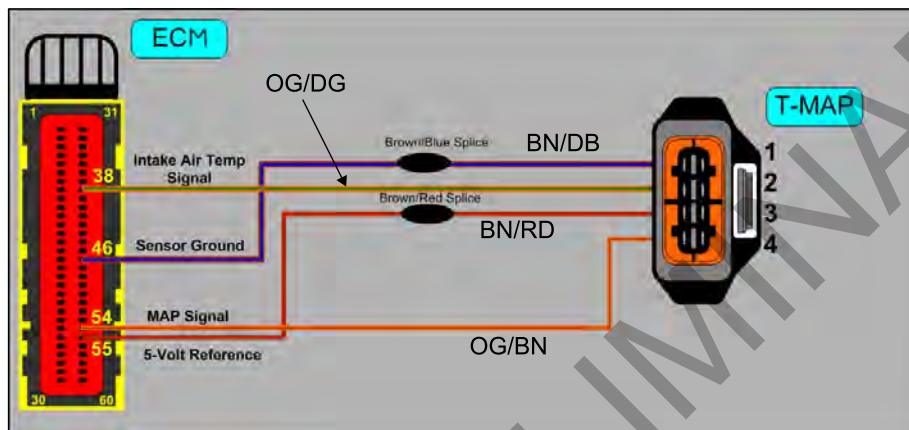 ECM
OG/DG
T-MAP
1
31
Brown/Blue Splice
BN/DB
1
Intake Air Temp
Signal
38
2
Brown/Red Splice
BN/RD
3
46
Sensor Ground
4
54
MAP Signal
55
5-Volt Reference
OG/BN
30
60